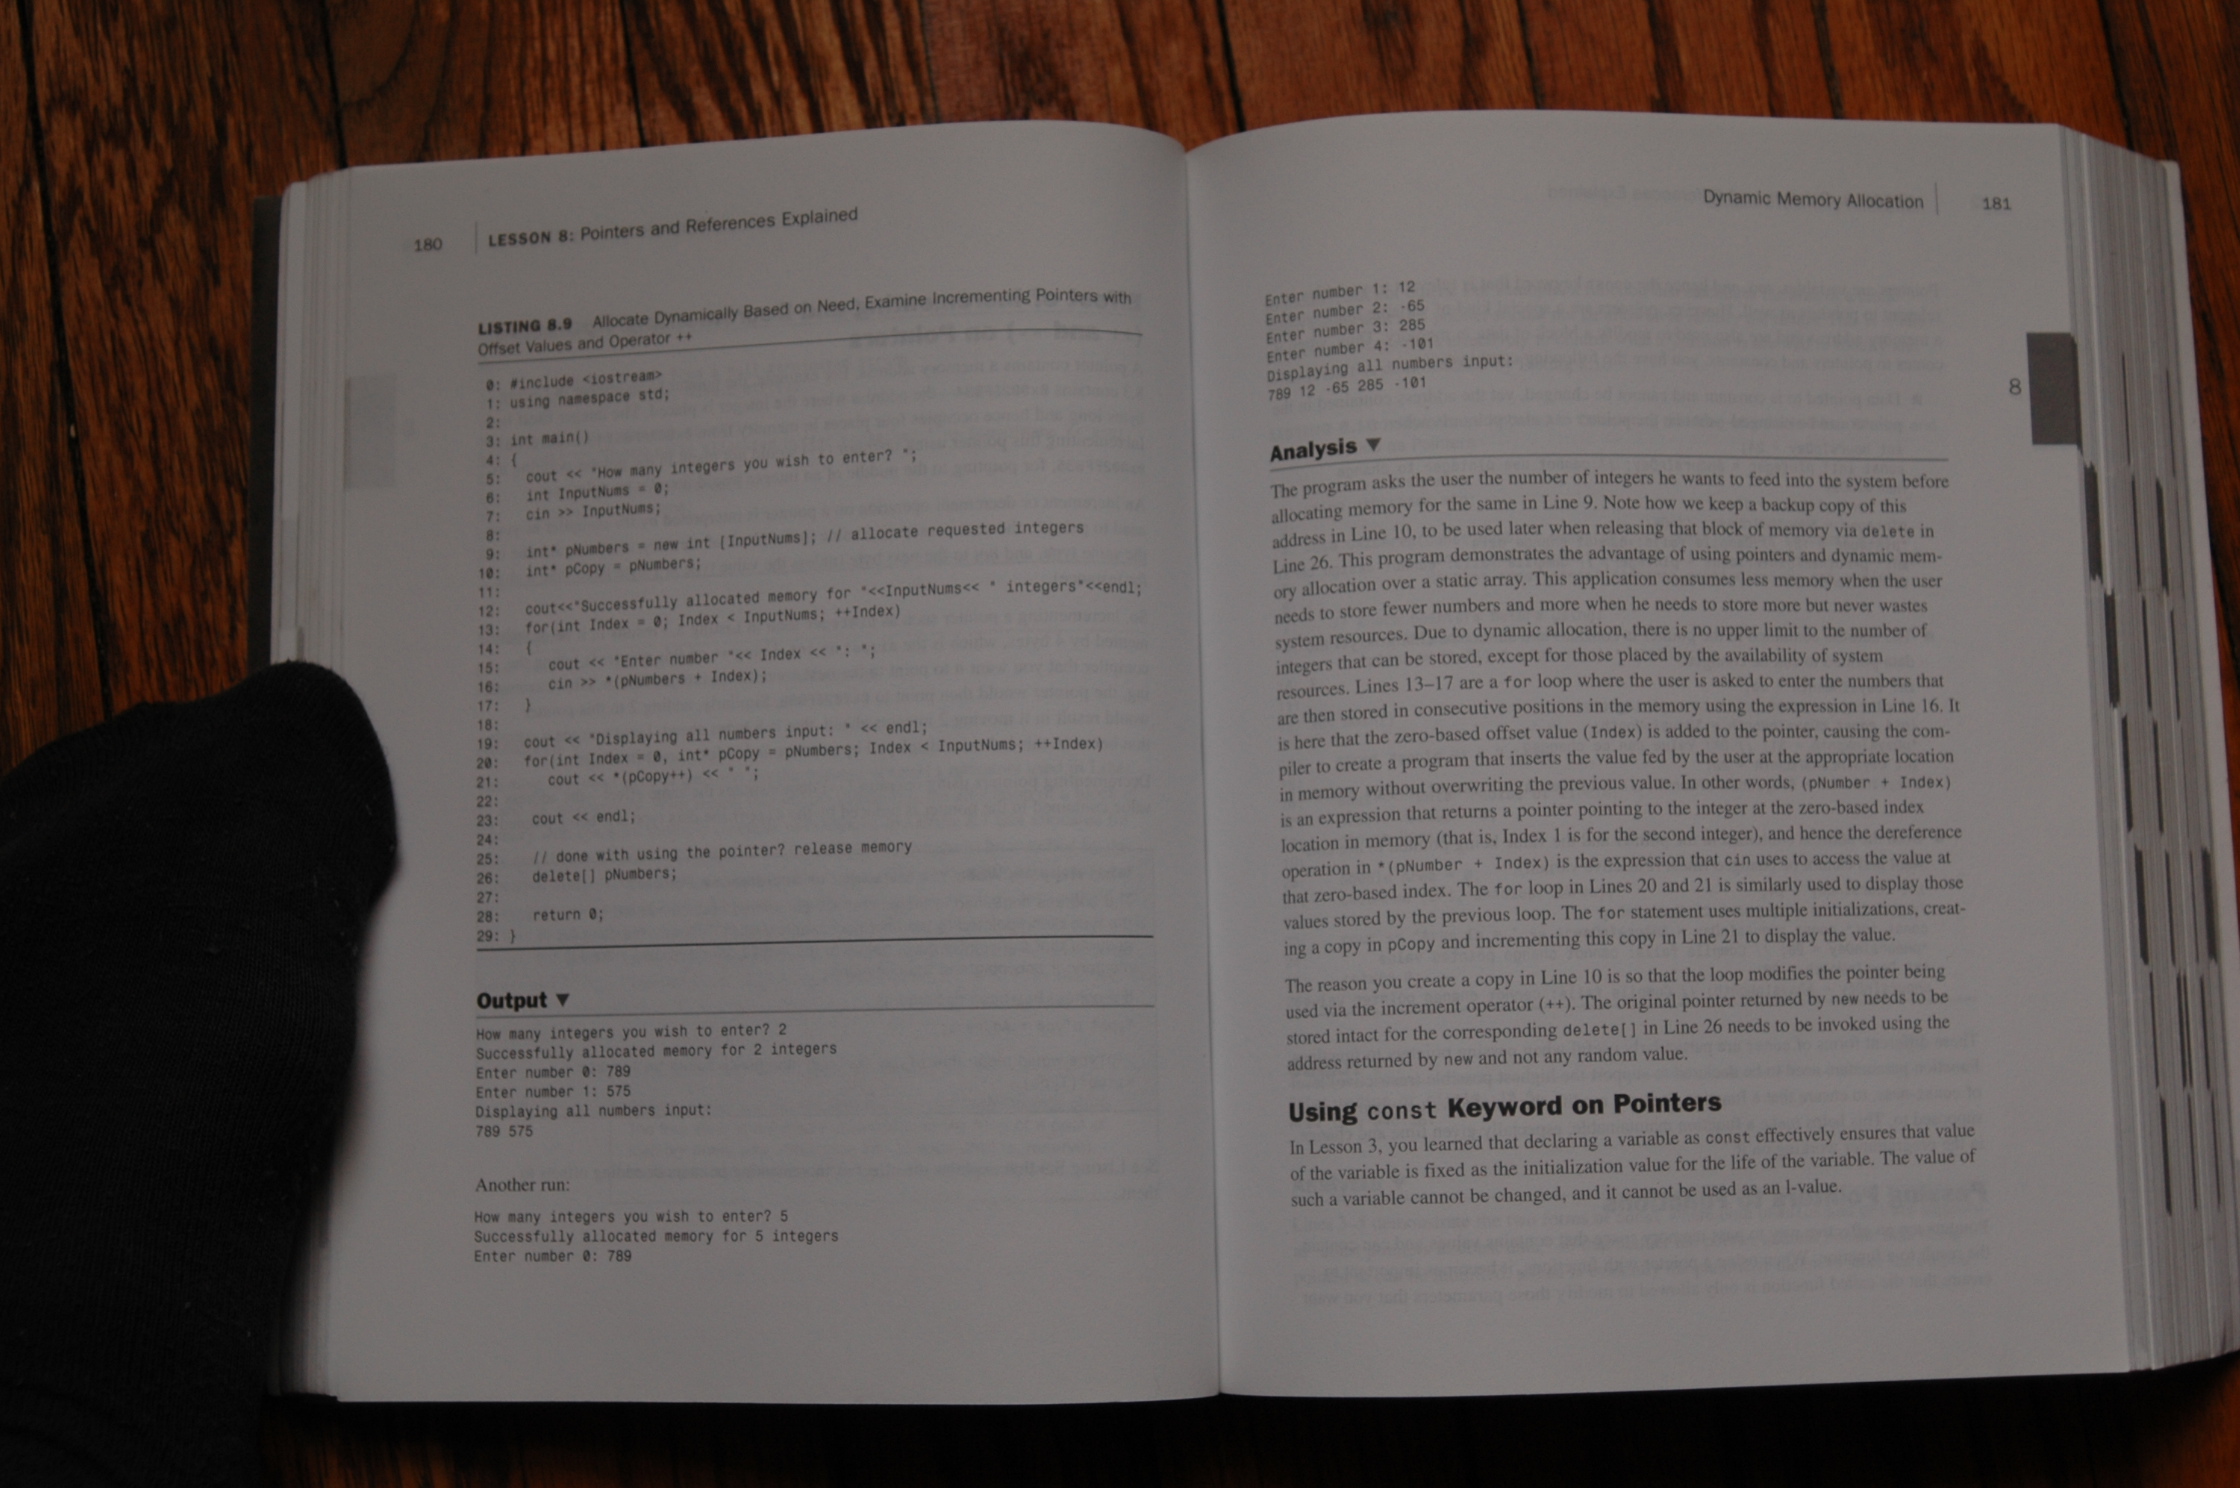 180 LESSON 8: Pointers and References Explained
LISTING 8.9 Allocate Dynamically Based on Need, Examine Incrementing Pointers with
Offset Values and Operator ++
0: #include <iostream>
1: using namespace std;
2:
3: int main()
4: {
5: cout << "How many integers you wish to enter? ";
6: int InputNums = 0;
7: cin >> InputNums;
8:
9: int* pNumbers = new int [InputNums]; // allocate requested integers
10: int* pCopy = pNumbers;
11:
12: cout<<"Successfully allocated memory for "<<InputNums<< " integers"<<endl;
13: for(int Index = 0; Index < InputNums; ++Index)
14: {
15: cout << "Enter number "<< Index << ": ";
16: cin >> *(pNumbers + Index);
17: }
18:
19: cout << "Displaying all numbers input: " << endl;
20: for(int Index = 0, int* pCopy = pNumbers; Index < InputNums; ++Index)
21: cout << *(pCopy++) << " ";
22:
23: cout << endl;
24:
25: // done with using the pointer? release memory
26: delete[] pNumbers;
27:
28: return 0;
29: }
Output ▼
How many integers you wish to enter? 2
Successfully allocated memory for 2 integers
Enter number 0: 789
Enter number 1: 575
Displaying all numbers input:
789 575
Another run:
How many integers you wish to enter? 5
Successfully allocated memory for 5 integers
Enter number 0: 789
Dynamic Memory Allocation 181
8
Enter number 1: 12
Enter number 2: -65
Enter number 3: 285
Enter number 4: -101
Displaying all numbers input:
789 12 -65 285 -101
Analysis ▼
The program asks the user the number of integers he wants to feed into the system before
allocating memory for the same in Line 9. Note how we keep a backup copy of this
address in Line 10, to be used later when releasing that block of memory via delete in
Line 26. This program demonstrates the advantage of using pointers and dynamic mem-
ory allocation over a static array. This application consumes less memory when the user
needs to store fewer numbers and more when he needs to store more but never wastes
system resources. Due to dynamic allocation, there is no upper limit to the number of
integers that can be stored, except for those placed by the availability of system
resources. Lines 13–17 are a for loop where the user is asked to enter the numbers that
are then stored in consecutive positions in the memory using the expression in Line 16. It
is here that the zero-based offset value (Index) is added to the pointer, causing the com-
piler to create a program that inserts the value fed by the user at the appropriate location
in memory without overwriting the previous value. In other words, (pNumber + Index)
is an expression that returns a pointer pointing to the integer at the zero-based index
location in memory (that is, Index 1 is for the second integer), and hence the dereference
operation in *(pNumber + Index) is the expression that cin uses to access the value at
that zero-based index. The for loop in Lines 20 and 21 is similarly used to display those
values stored by the previous loop. The for statement uses multiple initializations, creat-
ing a copy in pCopy and incrementing this copy in Line 21 to display the value.
The reason you create a copy in Line 10 is so that the loop modifies the pointer being
used via the increment operator (++). The original pointer returned by new needs to be
stored intact for the corresponding delete[] in Line 26 needs to be invoked using the
address returned by new and not any random value.
Using const Keyword on Pointers
In Lesson 3, you learned that declaring a variable as const effectively ensures that value
of the variable is fixed as the initialization value for the life of the variable. The value of
such a variable cannot be changed, and it cannot be used as an l-value.